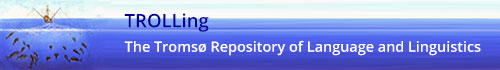 TROLLing
The Tromsø Repository of Language and Linguistics